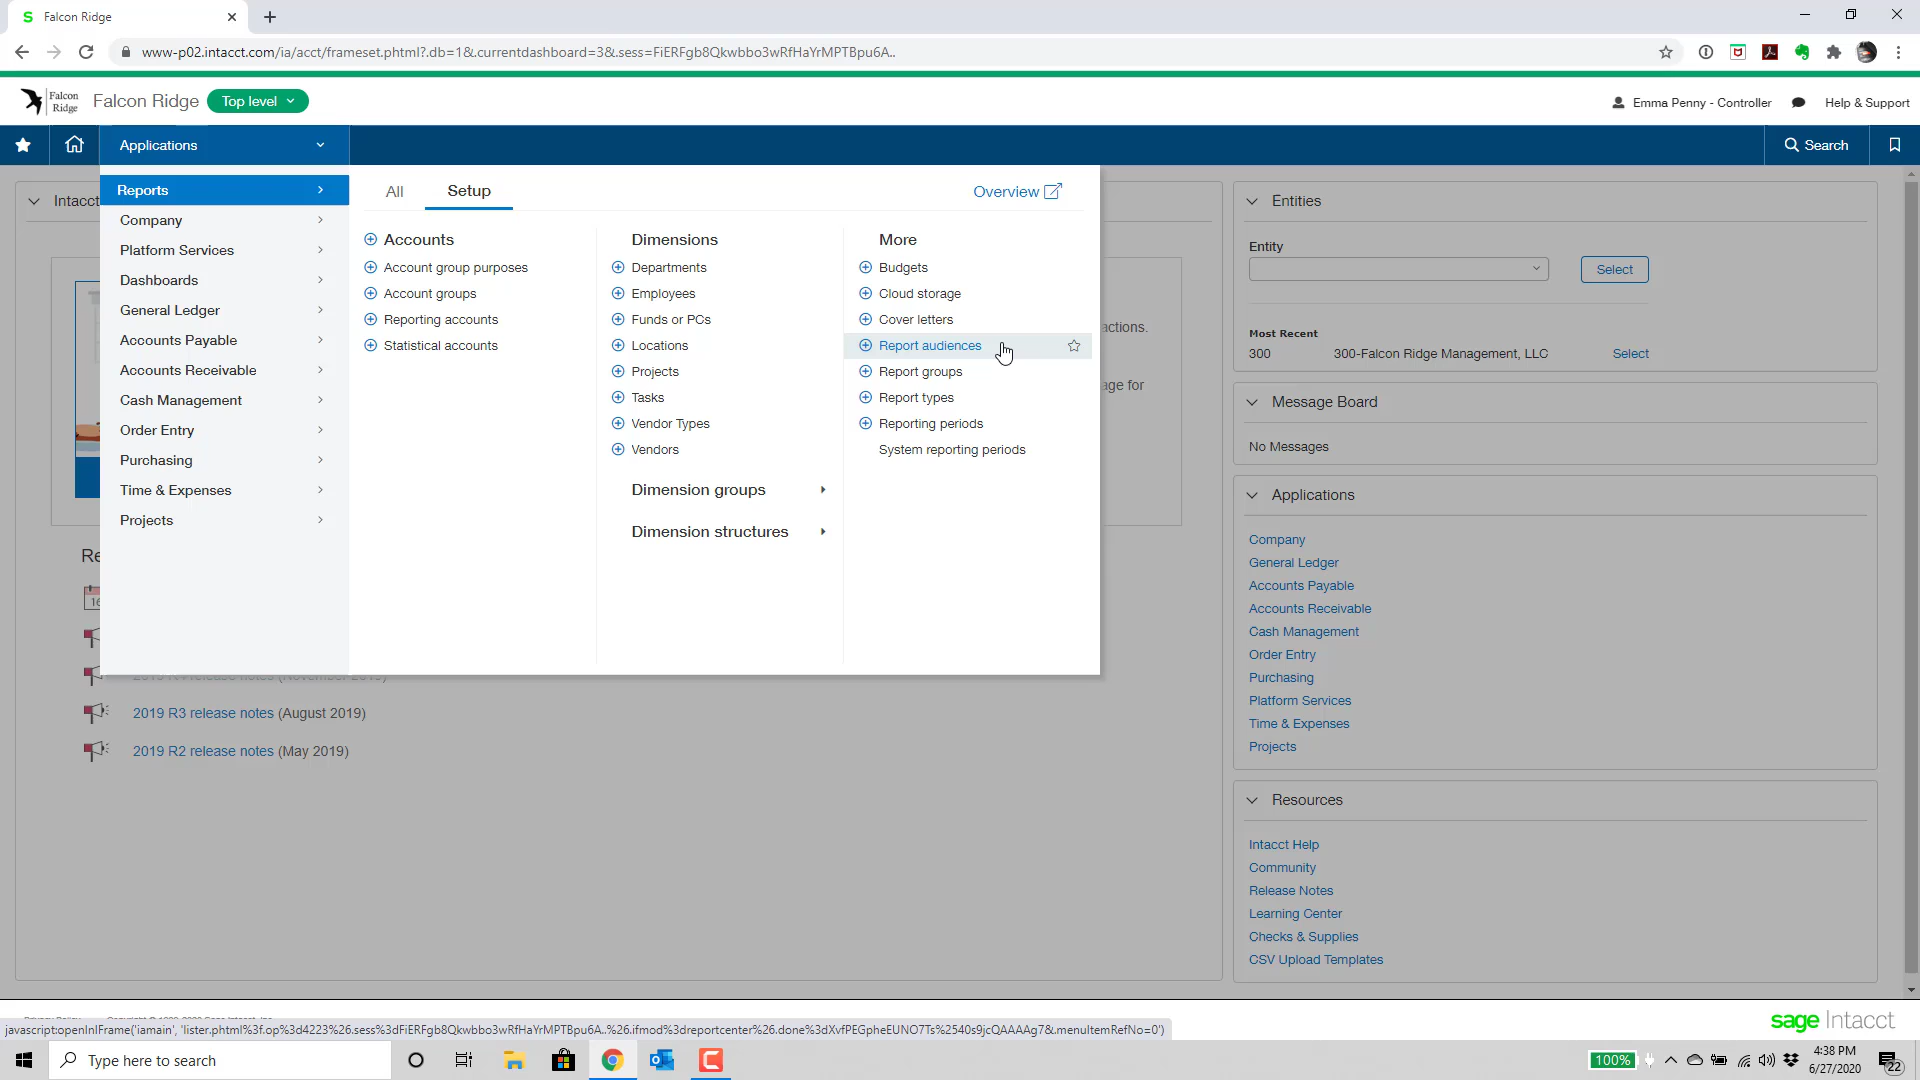 Falcon Ridge
www-p02.intacct.com/ia/acct/frameset.phtml?.db=1&.currentdashboard=3&.sess=FiERFgb8Qkwbbo3wRfHaYrMPTBpu6A..
Falcon Ridge
Falcon Ridge
Top level
Emma Penny - Controller
Help & Support
Applications
Search
Reports
Company
Platform Services
Dashboards
General Ledger
Accounts Payable
Accounts Receivable
Cash Management
Order Entry
Purchasing
Time & Expenses
Projects
All
Setup
Overview
Accounts
Account group purposes
Account groups
Reporting accounts
Statistical accounts
Dimensions
Departments
Employees
Funds or PCs
Locations
Projects
Tasks
Vendor Types
Vendors
Dimension groups
Dimension structures
More
Budgets
Cloud storage
Cover letters
Report audiences
Report groups
Report types
Reporting periods
System reporting periods
Intacct
actions.
age for
Re
2019 R3 release notes (August 2019)
2019 R2 release notes (May 2019)
Entities
Entity
Select
Most Recent
300 300-Falcon Ridge Management, LLC Select
Message Board
No Messages
Applications
Company
General Ledger
Accounts Payable
Accounts Receivable
Cash Management
Order Entry
Purchasing
Platform Services
Time & Expenses
Projects
Resources
Intacct Help
Community
Release Notes
Learning Center
Checks & Supplies
CSV Upload Templates
javascript:openInIFrame('iamain', 'lister.phtml%3f.op%3d4223%26.sess%3dFiERFgb8Qkwbbo3wRfHaYrMPTBpu6A..%26.ifmod%3dreportcenter%26.done%3dXvfPEGpheEUNO7Ts%2540s9jcQAAAAg7&.menuItemRefNo=0')
sage Intacct
Type here to search
100%
4:38 PM
6/27/2020
22